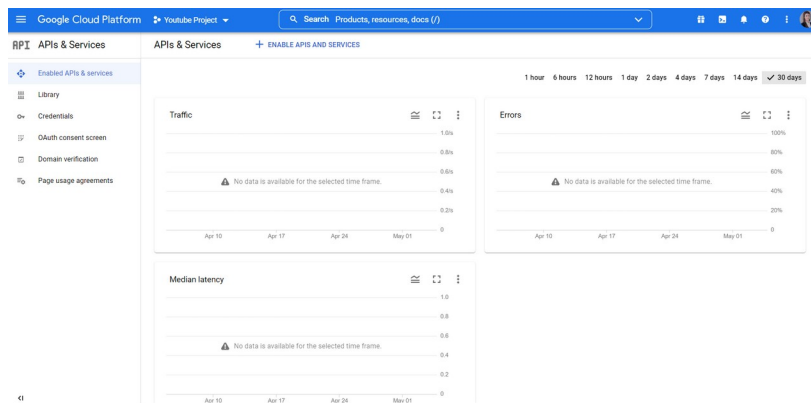 Google Cloud Platform
Youtube Project
Search Products, resources, docs (/)
API APIs & Services
Enabled APIs & services
Library
Credentials
OAuth consent screen
Domain verification
Page usage agreements
APIs & Services
+ ENABLE APIS AND SERVICES
1 hour 6 hours 12 hours 1 day 2 days 4 days 7 days 14 days 30 days
Traffic
1.0/s
0.8/s
0.6/s
No data is available for the selected time frame.
0.4/s
0.2/s
0
Apr 10 Apr 17 Apr 24 May 01
Errors
100%
80%
60%
No data is available for the selected time frame.
40%
20%
0
Apr 10 Apr 17 Apr 24 May 01
Median latency
1.0
0.8
0.6
No data is available for the selected time frame.
0.4
0.2
0
Apr 10 Apr 17 Apr 24 May 01